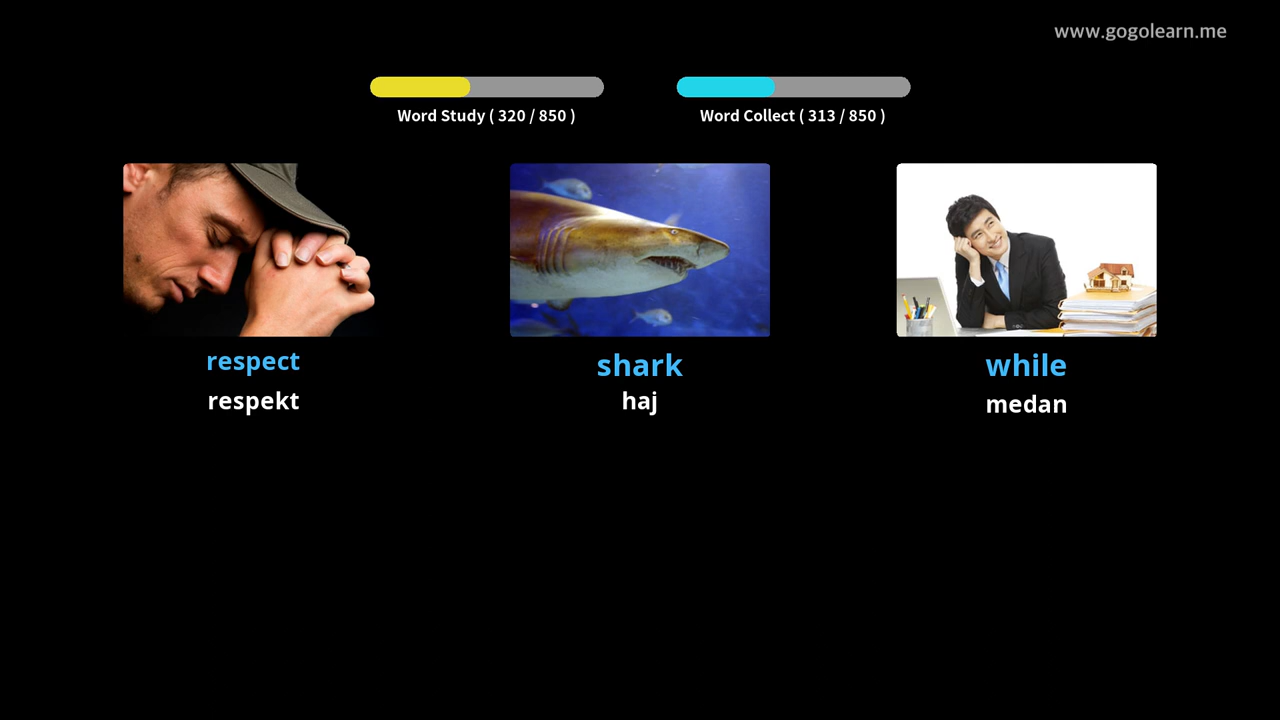 www.gogolearn.me
Word Study ( 320 / 850 )
Word Collect ( 313 / 850 )
respect
respekt
shark
haj
while
medan